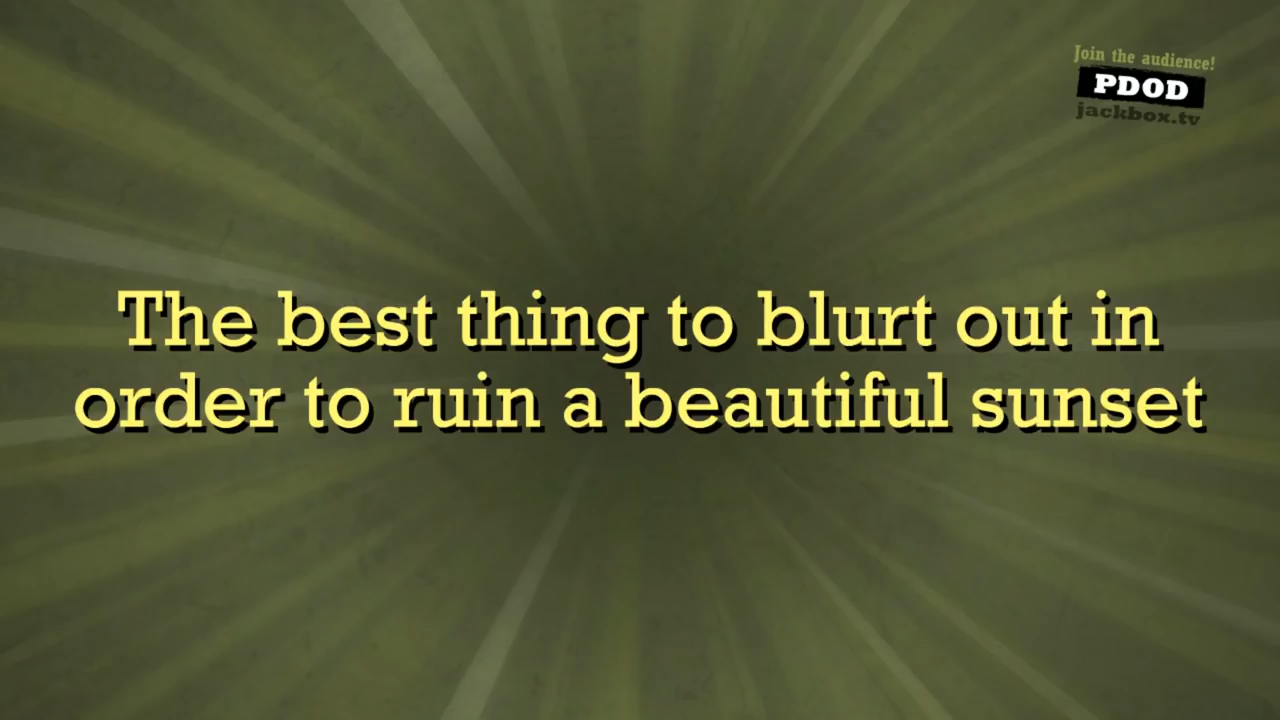 Join the audience!
PDOD
jackbox.tv
The best thing to blurt out in
order to ruin a beautiful sunset